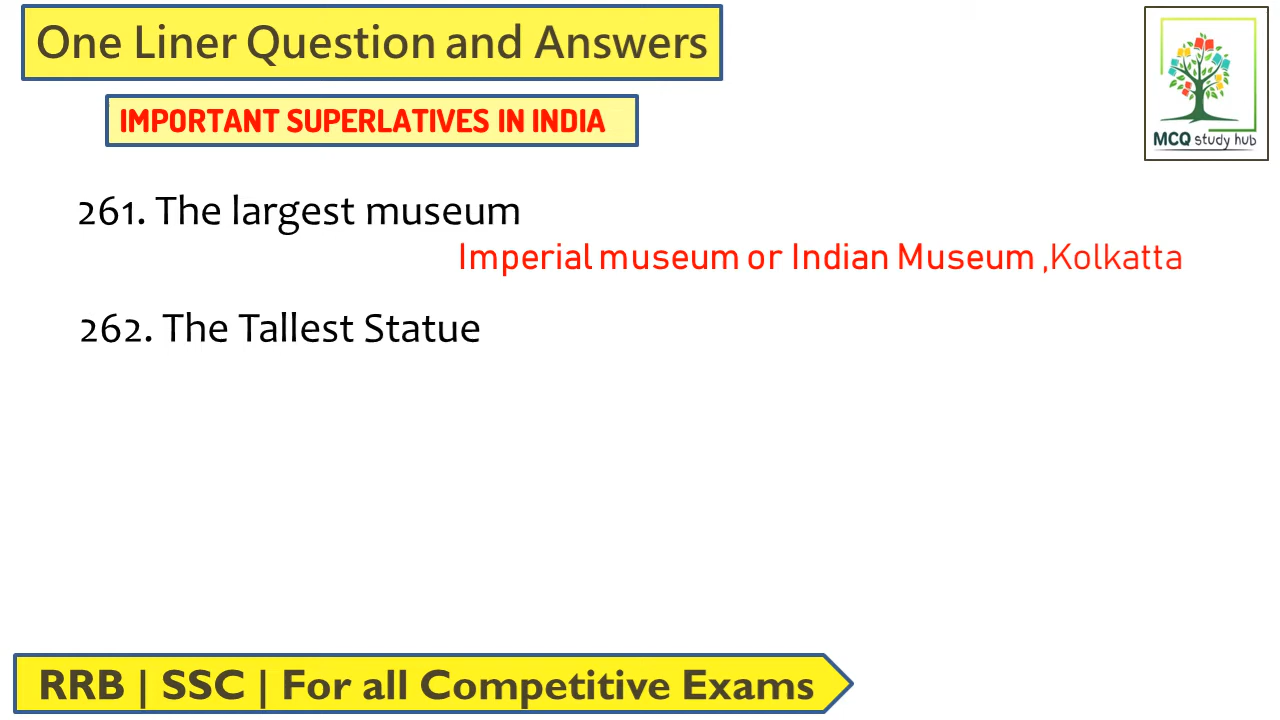 One Liner Question and Answers
IMPORTANT SUPERLATIVES IN INDIA
MCQ study hub
261. The largest museum
Imperial museum or Indian Museum ,Kolkatta
262. The Tallest Statue
RRB | SSC | For all Competitive Exams